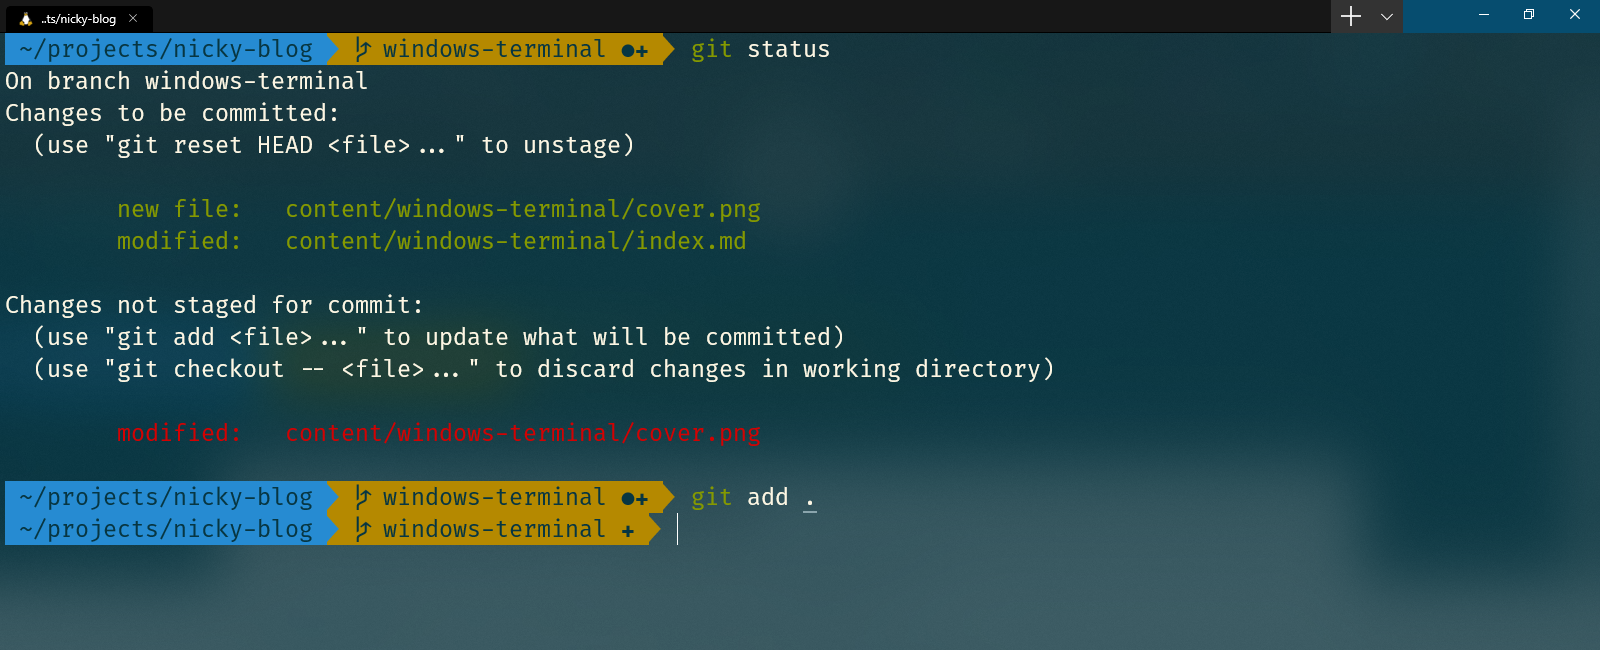 ..ts/nicky-blog
~/projects/nicky-blog windows-terminal ●+ git status
On branch windows-terminal
Changes to be committed:
(use "git reset HEAD <file>..." to unstage)
new file: content/windows-terminal/cover.png
modified: content/windows-terminal/index.md
Changes not staged for commit:
(use "git add <file>..." to update what will be committed)
(use "git checkout -- <file>..." to discard changes in working directory)
modified: content/windows-terminal/cover.png
~/projects/nicky-blog windows-terminal ●+ git add .
~/projects/nicky-blog windows-terminal +